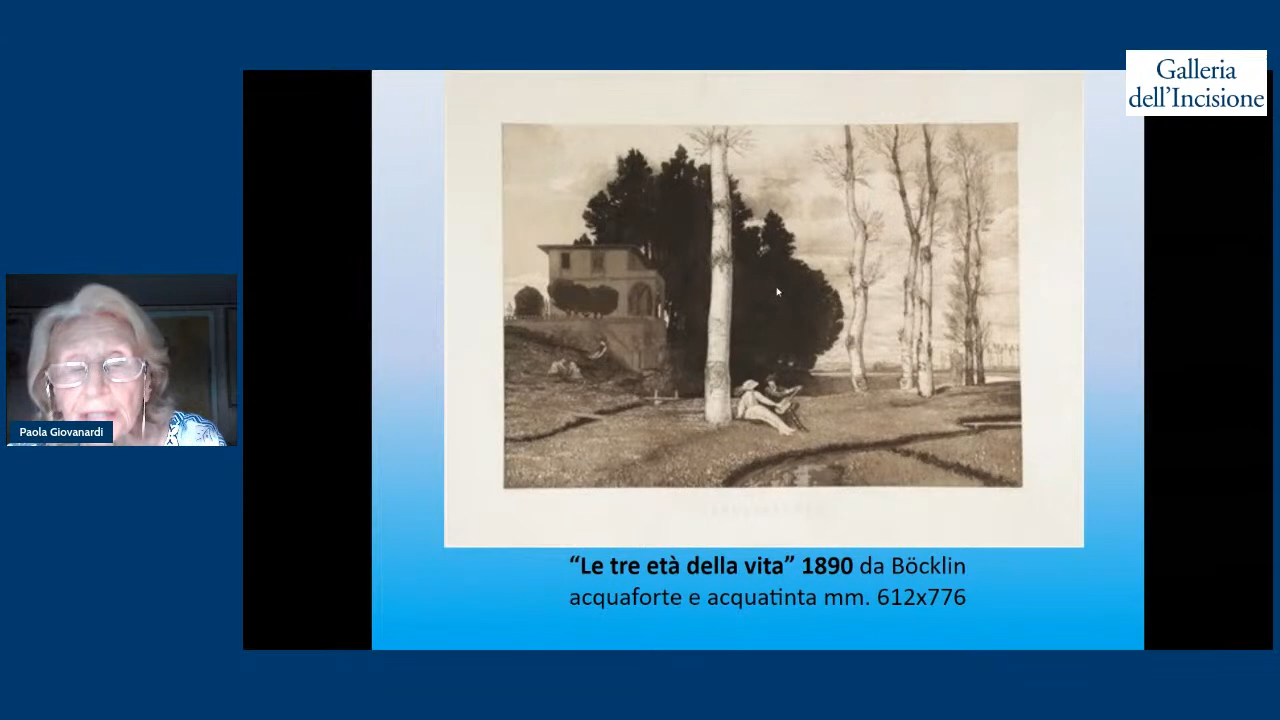 Galleria
dell'Incisione
Paola Giovanardi
“Le tre età della vita” 1890 da Böcklin
acquaforte e acquatinta mm. 612x776